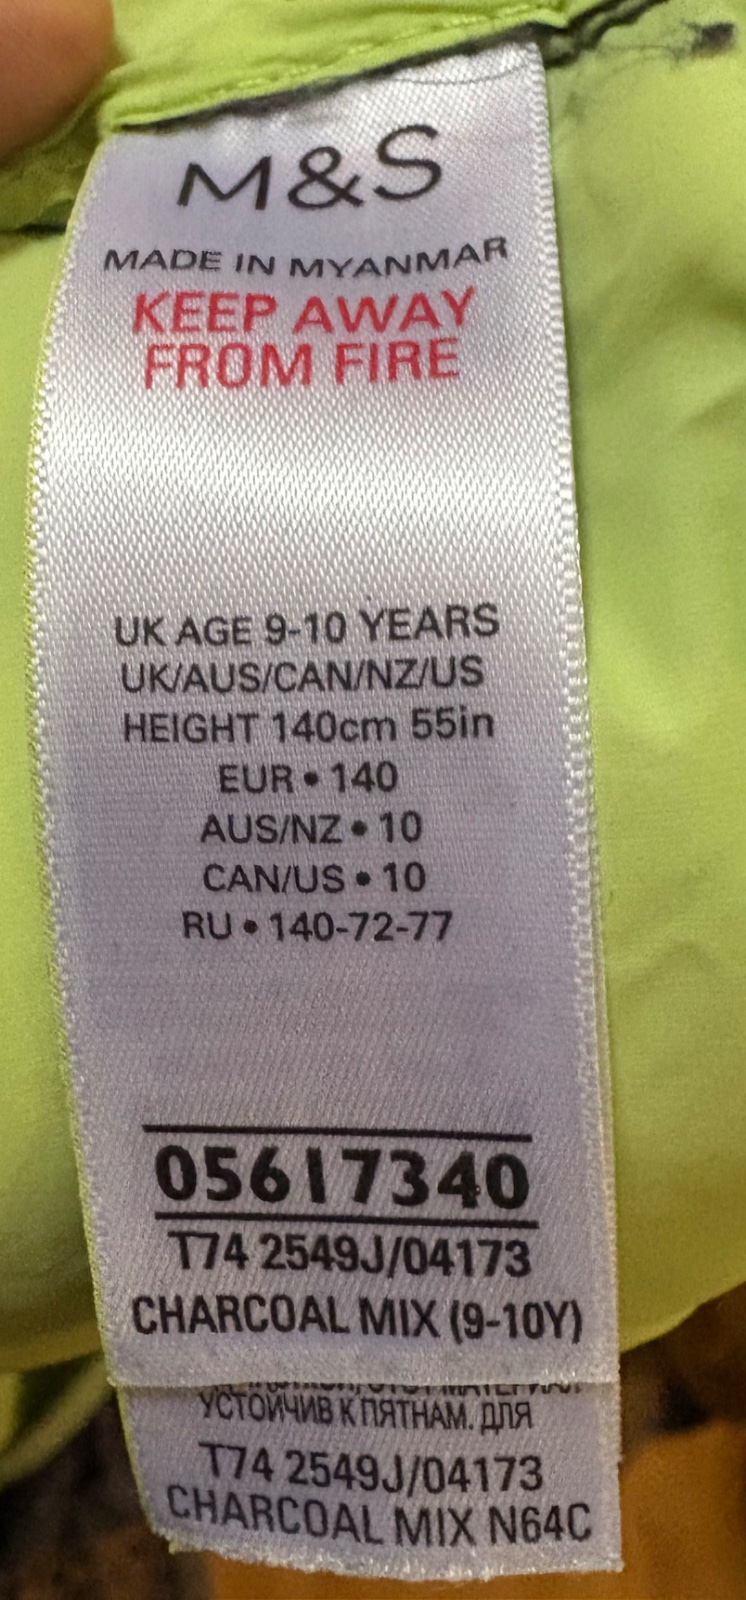 M&S
MADE IN MYANMAR
KEEP AWAY
FROM FIRE
UK AGE 9-10 YEARS
UK/AUS/CAN/NZ/US
HEIGHT 140cm 55in
EUR • 140
AUS/NZ • 10
CAN/US • 10
RU • 140-72-77
05617340
T74 2549J/04173
CHARCOAL MIX (9-10Y)
УСТОЙЧИВ К ПЯТНАМ. ДЛЯ
T74 2549J/04173
CHARCOAL MIX N64C